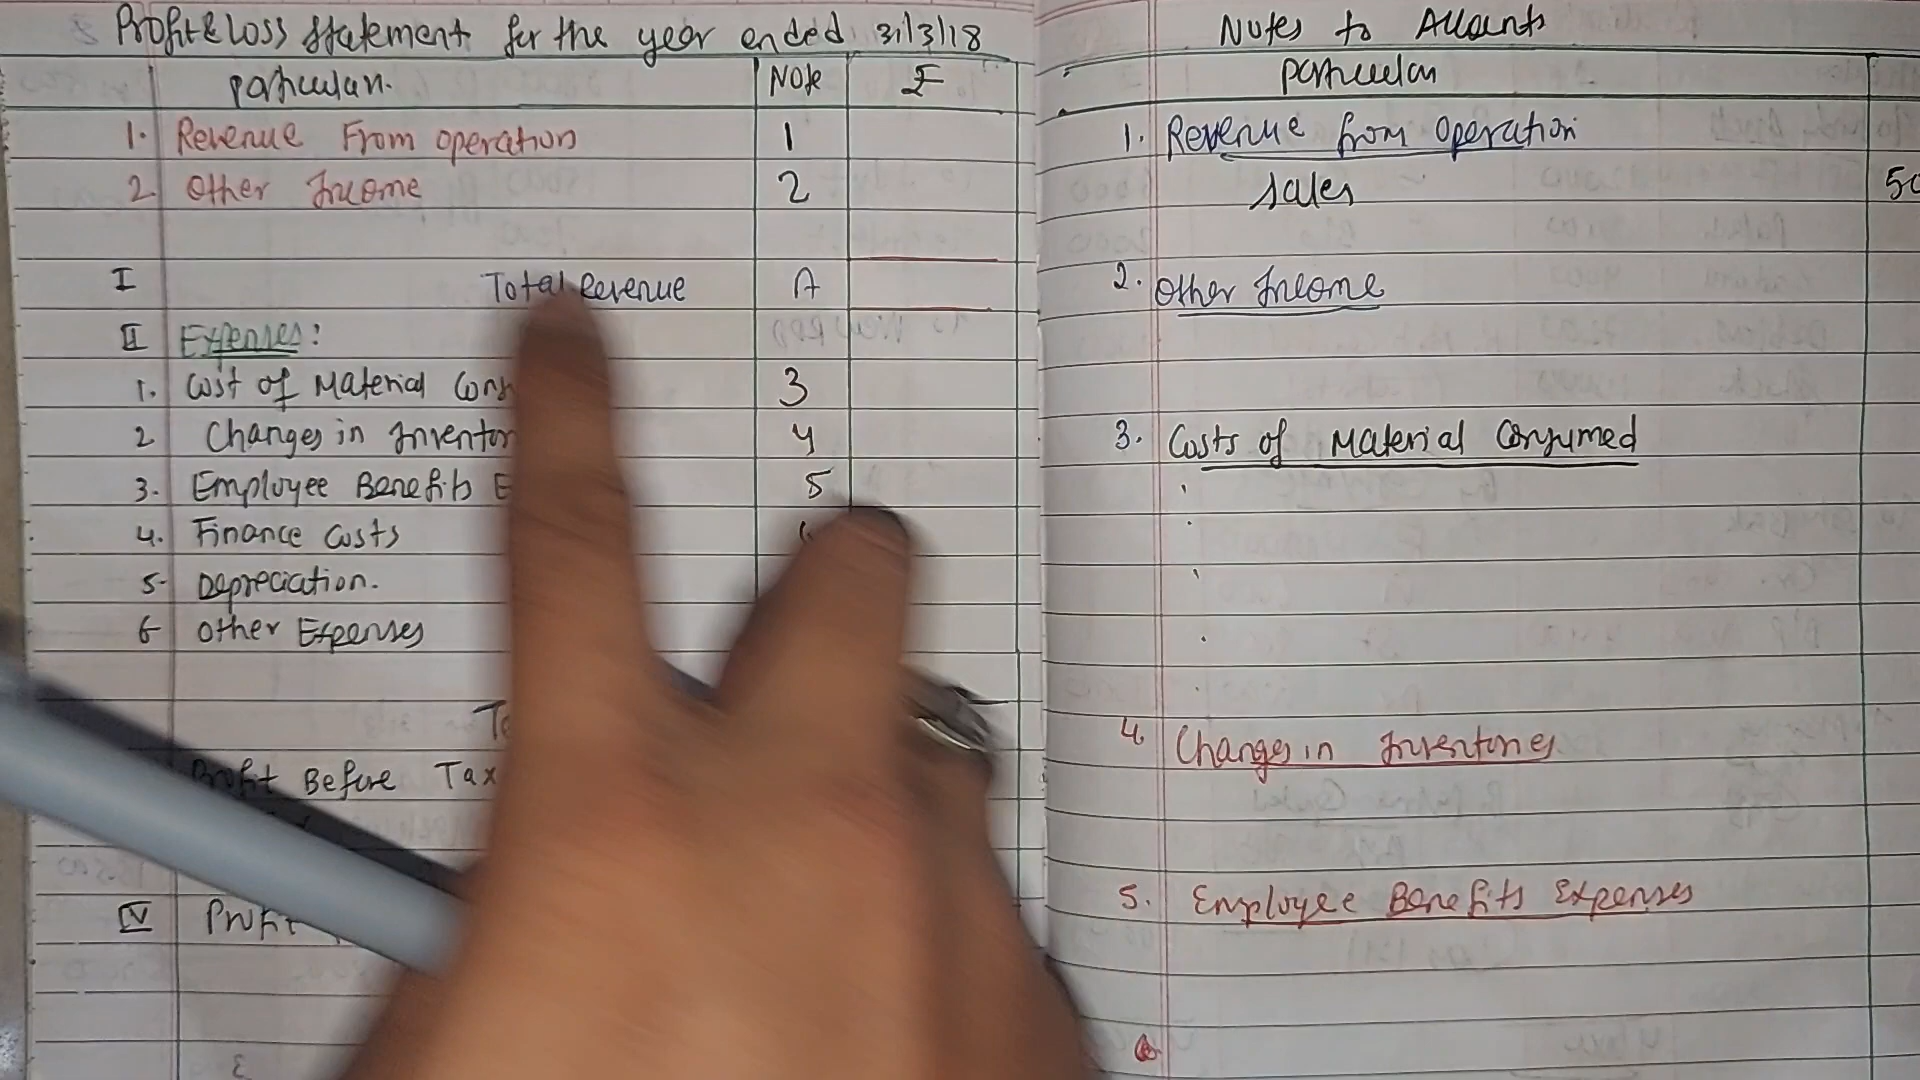 Profit & Loss Statement for the year ended 31/3/18
Particulars. Note ₹
1. Revenue From operation 1
2 Other Income 2
I Total Revenue A
II Expenses:
1. Cost of Material 3
2 Changes in 4
3. Employee Benefits 5
4. Finance Costs
5- Depreciation.
6 Other Expenses
Profit Before Tax
IV Profit
Notes to Accounts
Particulars
1. Revenue from Operation
Sales
2. Other Income
3. Costs of Material Consumed
4. Changes in Inventories
5. Employee Benefits Expenses